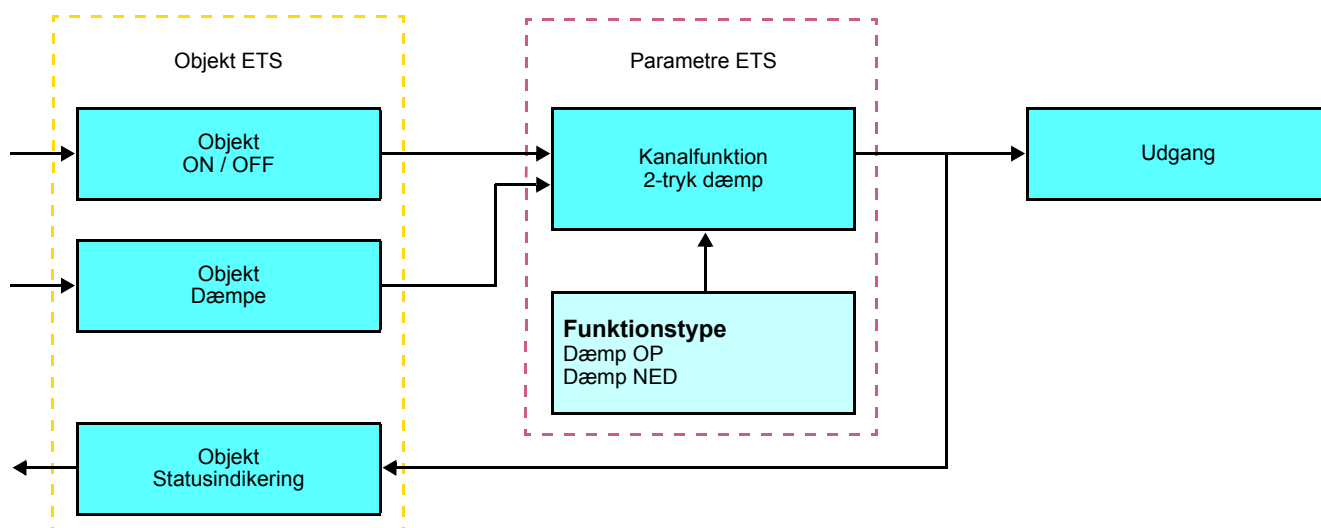 Objekt ETS
Parametre ETS
Objekt
ON / OFF
Kanalfunktion
2-tryk dæmp
Udgang
Objekt
Dæmpe
Funktionstype
Dæmp OP
Dæmp NED
Objekt
Statusindikering